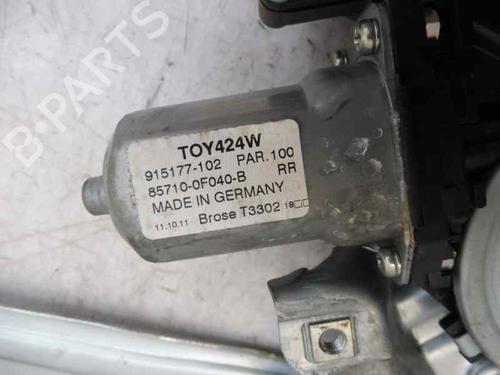 B-PARTS
TOY424W
915177-102 PAR.100
85710-0F040-B RR
MADE IN GERMANY
11.10.11 Brose T3302